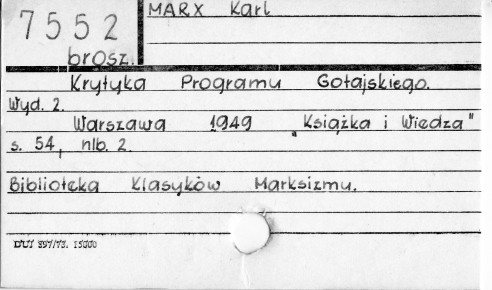 7552
brosz.
MARX Karl
Krytyka Programu Gotajskiego.
Wyd. 2.
Warszawa 1949 „Książka i Wiedza"
s. 54, nlb. 2.
Biblioteka Klasyków Marksizmu.
DUJ 897/73. 15000